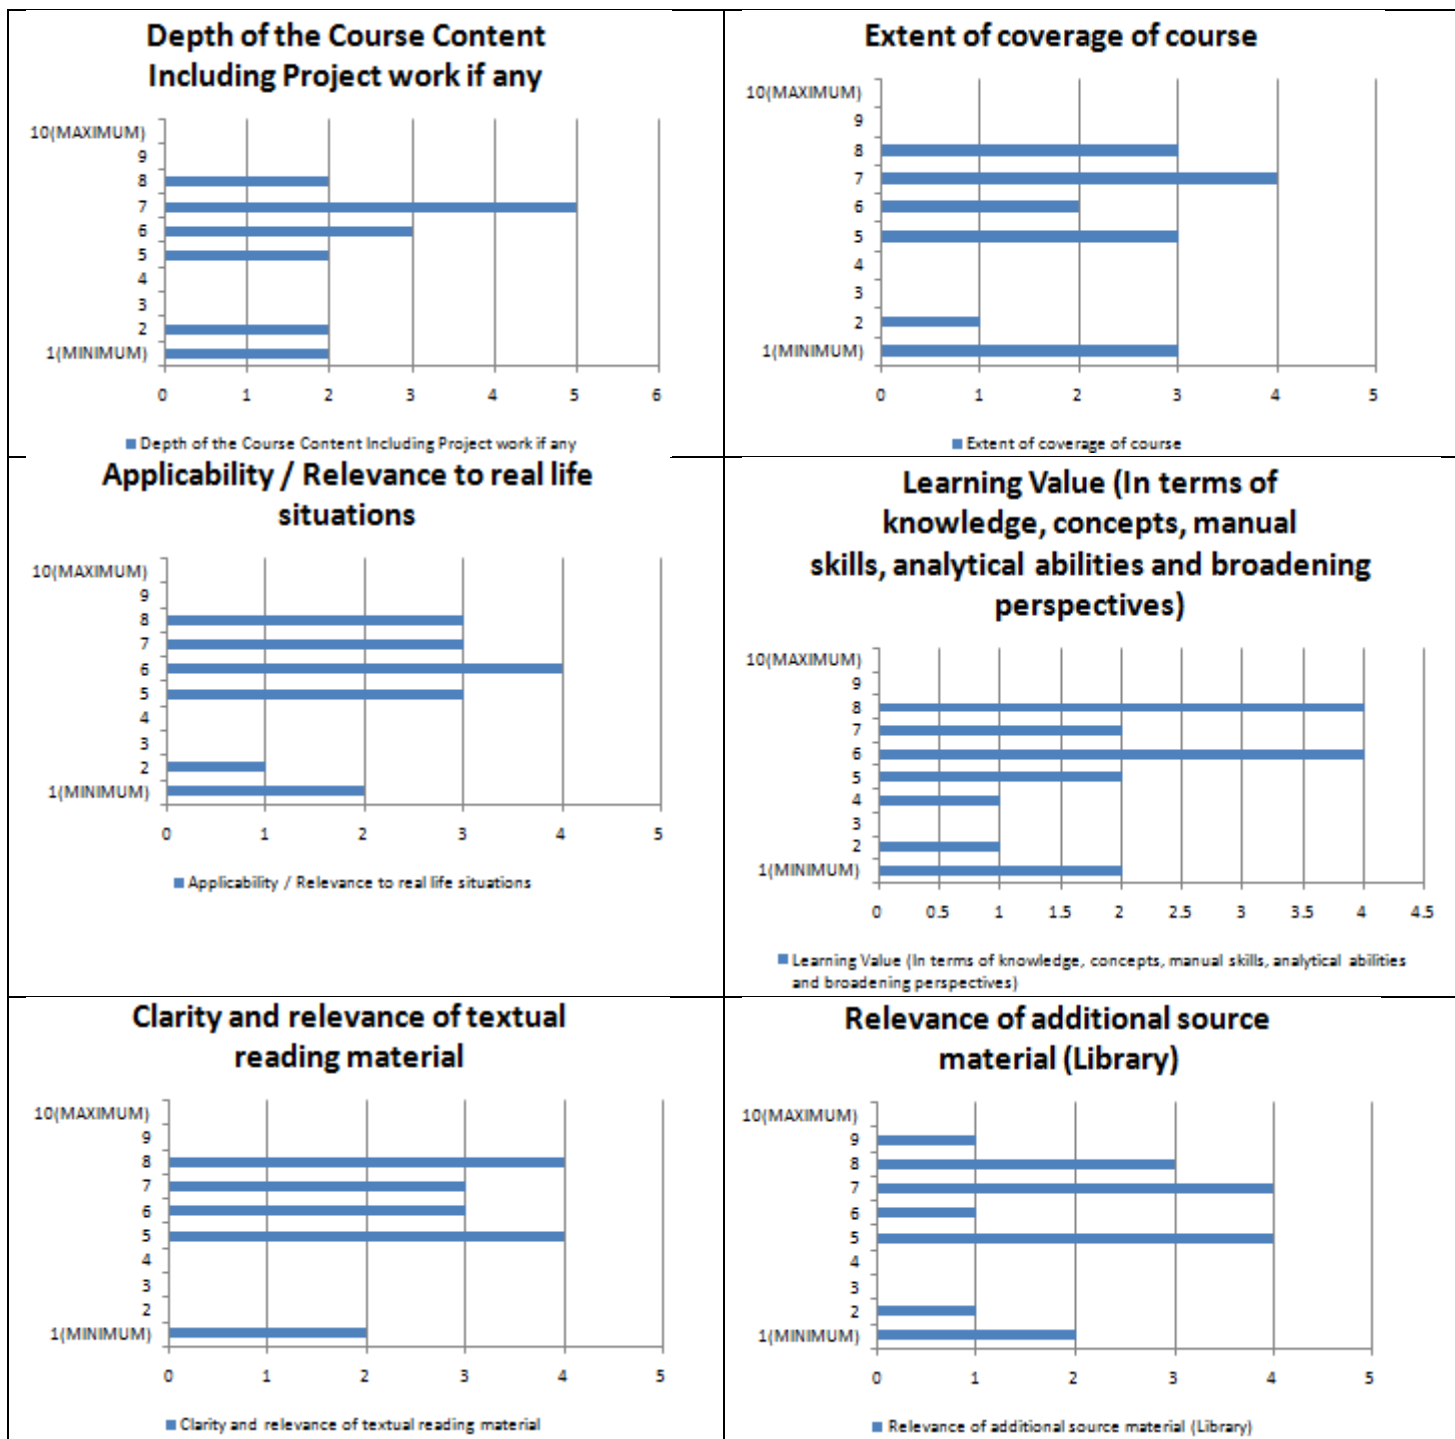 Depth of the Course Content
Including Project work if any
10(MAXIMUM)
9
8
7
6
5
4
3
2
1(MINIMUM)
0 1 2 3 4 5 6
Depth of the Course Content Including Project work if any
Extent of coverage of course
10(MAXIMUM)
9
8
7
6
5
4
3
2
1(MINIMUM)
0 1 2 3 4 5
Extent of coverage of course
Applicability / Relevance to real life
situations
10(MAXIMUM)
9
8
7
6
5
4
3
2
1(MINIMUM)
0 1 2 3 4 5
Applicability / Relevance to real life situations
Learning Value (In terms of
knowledge, concepts, manual
skills, analytical abilities and broadening
perspectives)
10(MAXIMUM)
9
8
7
6
5
4
3
2
1(MINIMUM)
0 0.5 1 1.5 2 2.5 3 3.5 4 4.5
Learning Value (In terms of knowledge, concepts, manual skills, analytical abilities
and broadening perspectives)
Clarity and relevance of textual
reading material
10(MAXIMUM)
9
8
7
6
5
4
3
2
1(MINIMUM)
0 1 2 3 4 5
Clarity and relevance of textual reading material
Relevance of additional source
material (Library)
10(MAXIMUM)
9
8
7
6
5
4
3
2
1(MINIMUM)
0 1 2 3 4 5
Relevance of additional source material (Library)